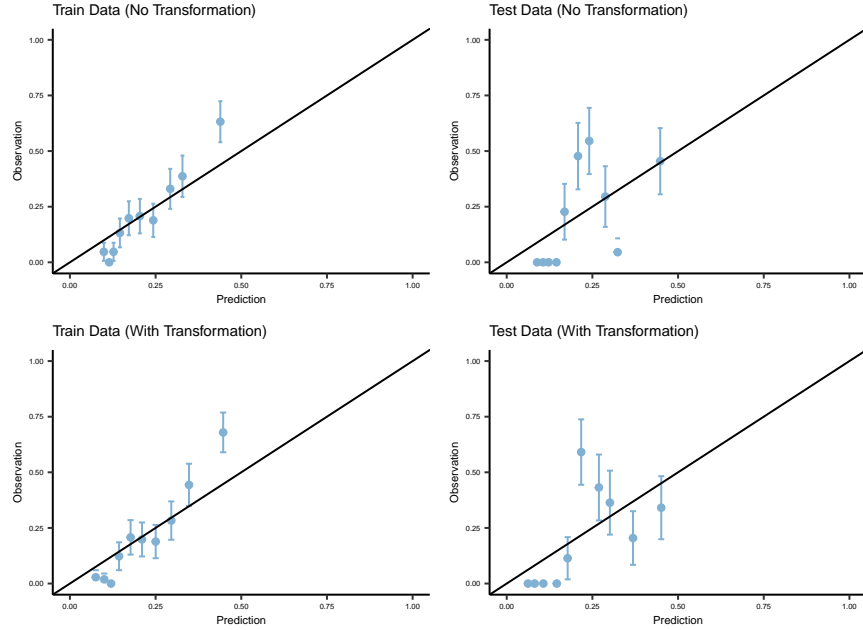 Train Data (No Transformation)
1.00
0.75
0.50
0.25
0.00
Observation
0.00 0.25 0.50 0.75 1.00
Prediction
Test Data (No Transformation)
1.00
0.75
0.50
0.25
0.00
Observation
0.00 0.25 0.50 0.75 1.00
Prediction
Train Data (With Transformation)
1.00
0.75
0.50
0.25
0.00
Observation
0.00 0.25 0.50 0.75 1.00
Prediction
Test Data (With Transformation)
1.00
0.75
0.50
0.25
0.00
Observation
0.00 0.25 0.50 0.75 1.00
Prediction